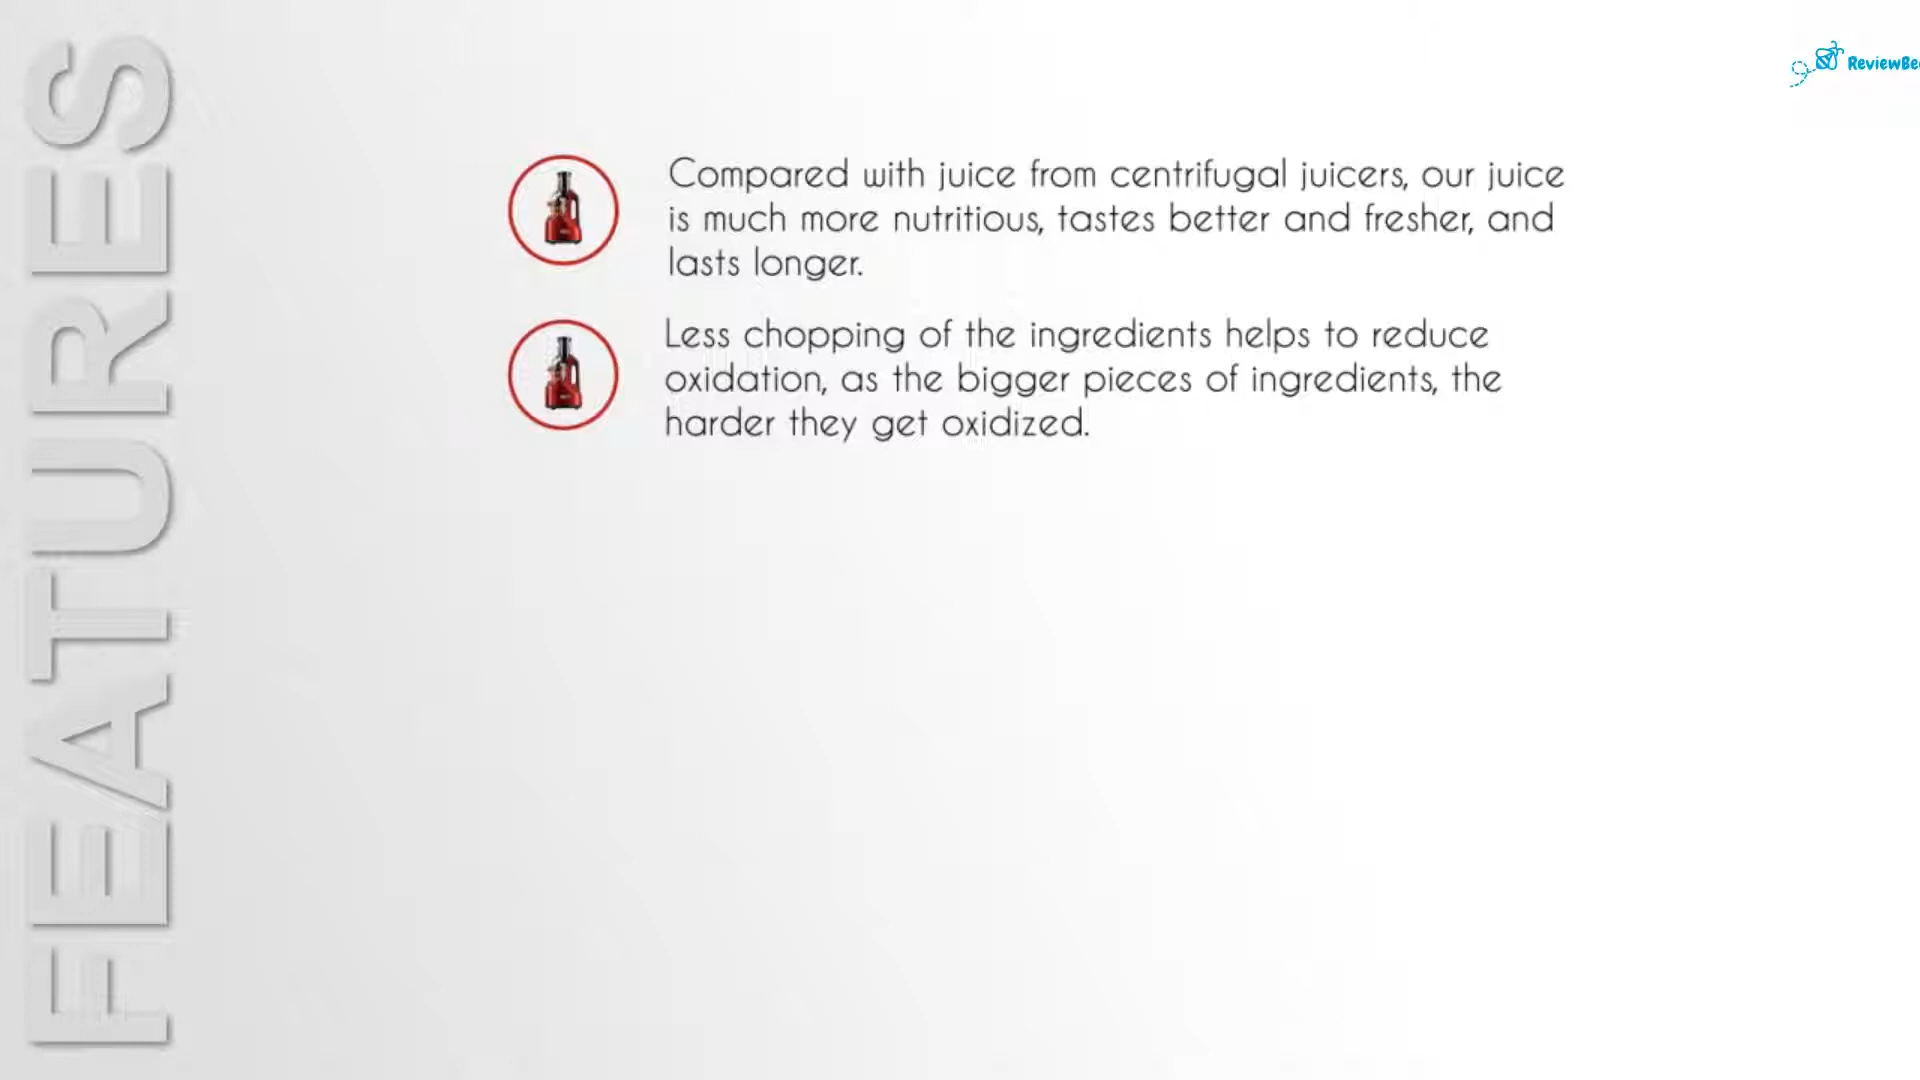 FEATURES
ReviewBee
Compared with juice from centrifugal juicers, our juice
is much more nutritious, tastes better and fresher, and
lasts longer.
Less chopping of the ingredients helps to reduce
oxidation, as the bigger pieces of ingredients, the
harder they get oxidized.